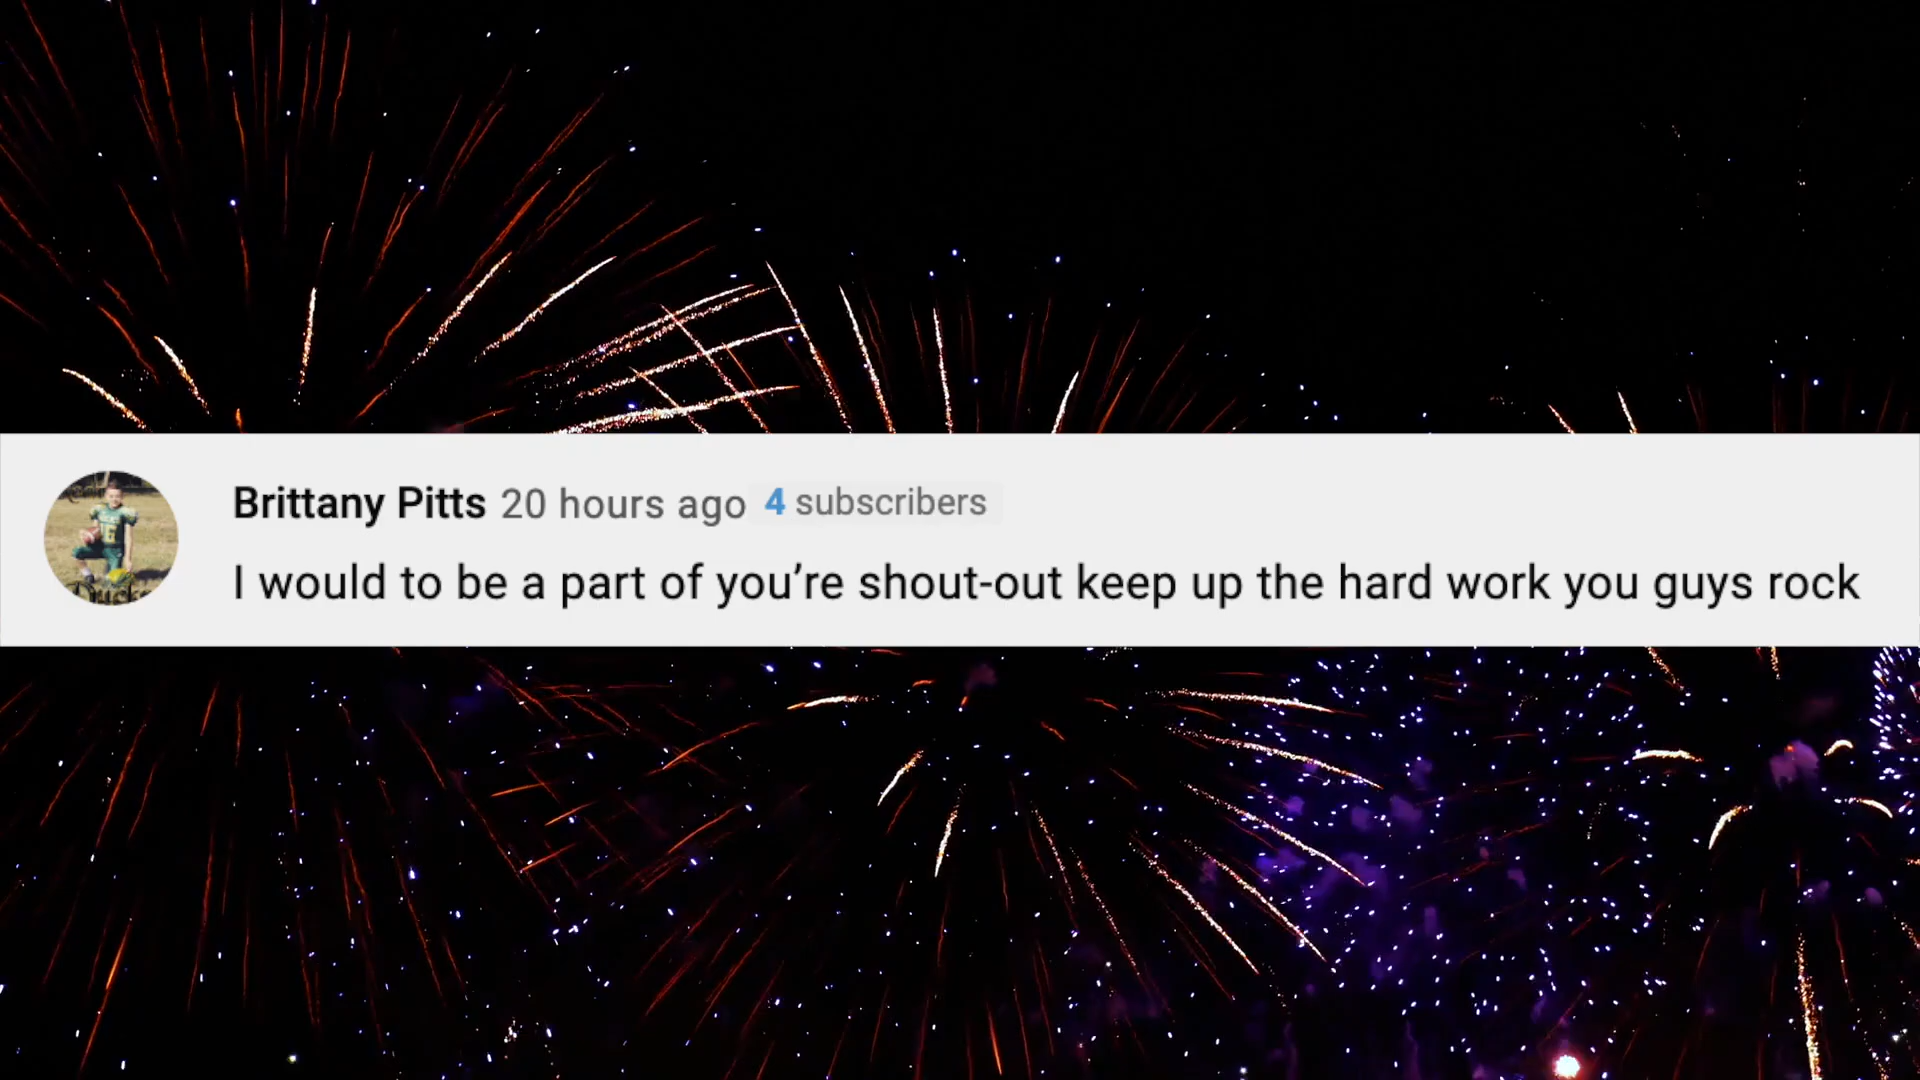 Brittany Pitts 20 hours ago 4 subscribers
I would to be a part of you’re shout-out keep up the hard work you guys rock